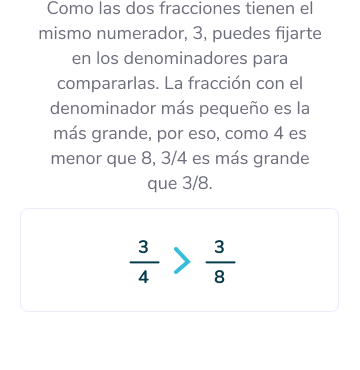 Como las dos fracciones tienen el
mismo numerador, 3, puedes fijarte
en los denominadores para
compararlas. La fracción con el
denominador más pequeño es la
más grande, por eso, como 4 es
menor que 8, 3/4 es más grande
que 3/8.
3/4 > 3/8